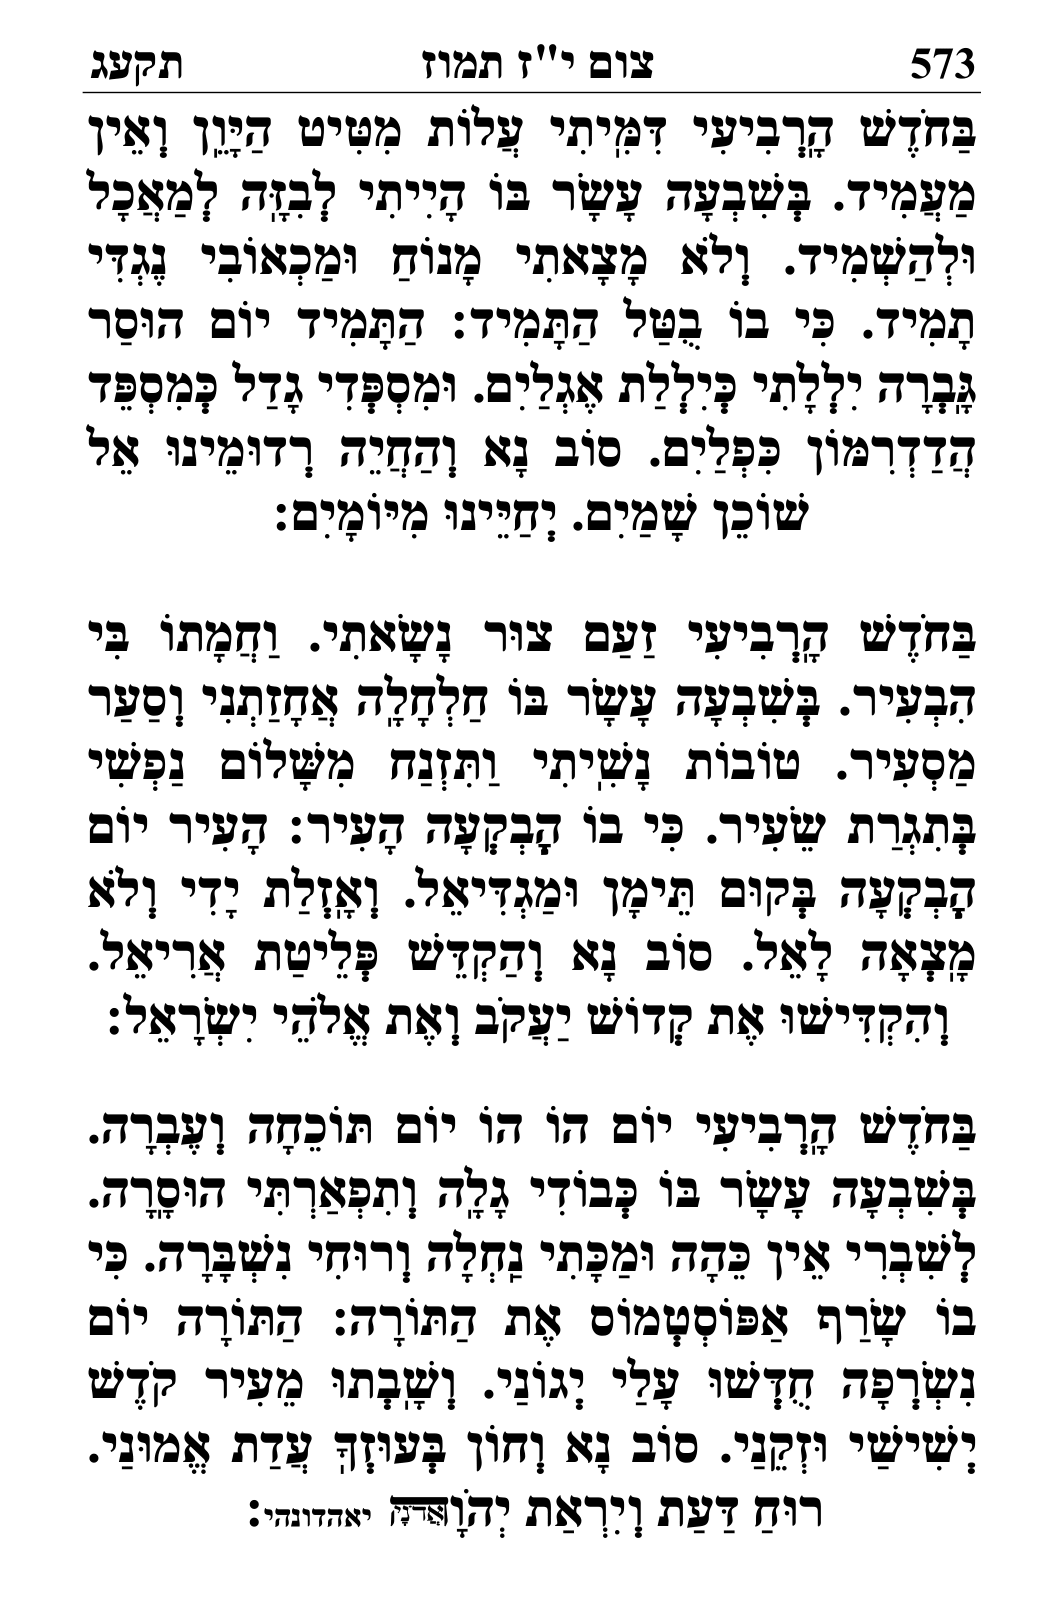 573 צום י"ז תמוז תקעג
בַּחֹדֶשׁ הָרְבִיעִי דִּמִּיתִי עֲלוֹת מִטִּיט הַיָּוֵן וְאֵין
מַעֲמִיד. בְּשִׁבְעָה עָשָׂר בּוֹ הָיִיתִי לְבִזָּה לְמַאֲכָל
וּלְהַשְׁמִיד. וְלֹא מָצָאתִי מָנוֹחַ וּמַכְאוֹבִי נֶגְדִּי
תָמִיד. כִּי בוֹ בֻטַּל הַתָּמִיד: הַתָּמִיד יוֹם הוּסַר
גָּבְרָה יִלְלָתִי כְּיִלְלַת אֶגְלַיִם. וּמִסְפְּדִי גָדַל כְּמִסְפֵּד
הֲדַדְרִמּוֹן כִּפְלַיִם. סוֹב נָא וְהַחֲיֵה רְדוּמֵינוּ אֵל
שׁוֹכֵן שָׁמַיִם. יְחַיֵּינוּ מִיּוֹמָיִם:
בַּחֹדֶשׁ הָרְבִיעִי זַעַם צוּר נָשָׂאתִי. וַחֲמָתוֹ בִּי
הִבְעִיר. בְּשִׁבְעָה עָשָׂר בּוֹ חַלְחָלָה אֲחָזַתְנִי וְסַעַר
מַסְעִיר. טוֹבוֹת נָשִׁיתִי וַתִּזְנַח מִשָּׁלוֹם נַפְשִׁי
בְּתִגְרַת שֵׂעִיר. כִּי בוֹ הָבְקְעָה הָעִיר: הָעִיר יוֹם
הָבְקְעָה בְּקוּם תֵּימָן וּמַגְדִּיאֵל. וְאָזְלַת יָדִי וְלֹא
מָצְאָה לָאֵל. סוֹב נָא וְהַקְדֵּשׁ פְּלֵיטַת אֲרִיאֵל.
וְהִקְדִּישׁוּ אֶת קְדוֹשׁ יַעֲקֹב וְאֶת אֱלֹהֵי יִשְׂרָאֵל:
בַּחֹדֶשׁ הָרְבִיעִי יוֹם הוֹ הוֹ יוֹם תּוֹכֵחָה וְעֶבְרָה.
בְּשִׁבְעָה עָשָׂר בּוֹ כְּבוֹדִי גָלָה וְתִפְאַרְתִּי הוּסָרָה.
לְשִׁבְרִי אֵין כֵּהָה וּמַכָּתִי נַחְלָה וְרוּחִי נִשְׁבָּרָה. כִּי
בוֹ שָׂרַף אַפּוֹסְטְמוֹס אֶת הַתּוֹרָה: הַתּוֹרָה יוֹם
נִשְׂרְפָה חֻדְּשׁוּ עָלַי יְגוֹנַי. וְשָׁבְתוּ מֵעִיר קֹדֶשׁ
יְשִׁישַׁי וּזְקֵנַי. סוֹב נָא וְחוֹן בְּעוּזְךָ עֲדַת אֱמוּנַי.
רוּחַ דַּעַת וְיִרְאַת יְהֹוָה אֲדֹנָי יאהדונהי: